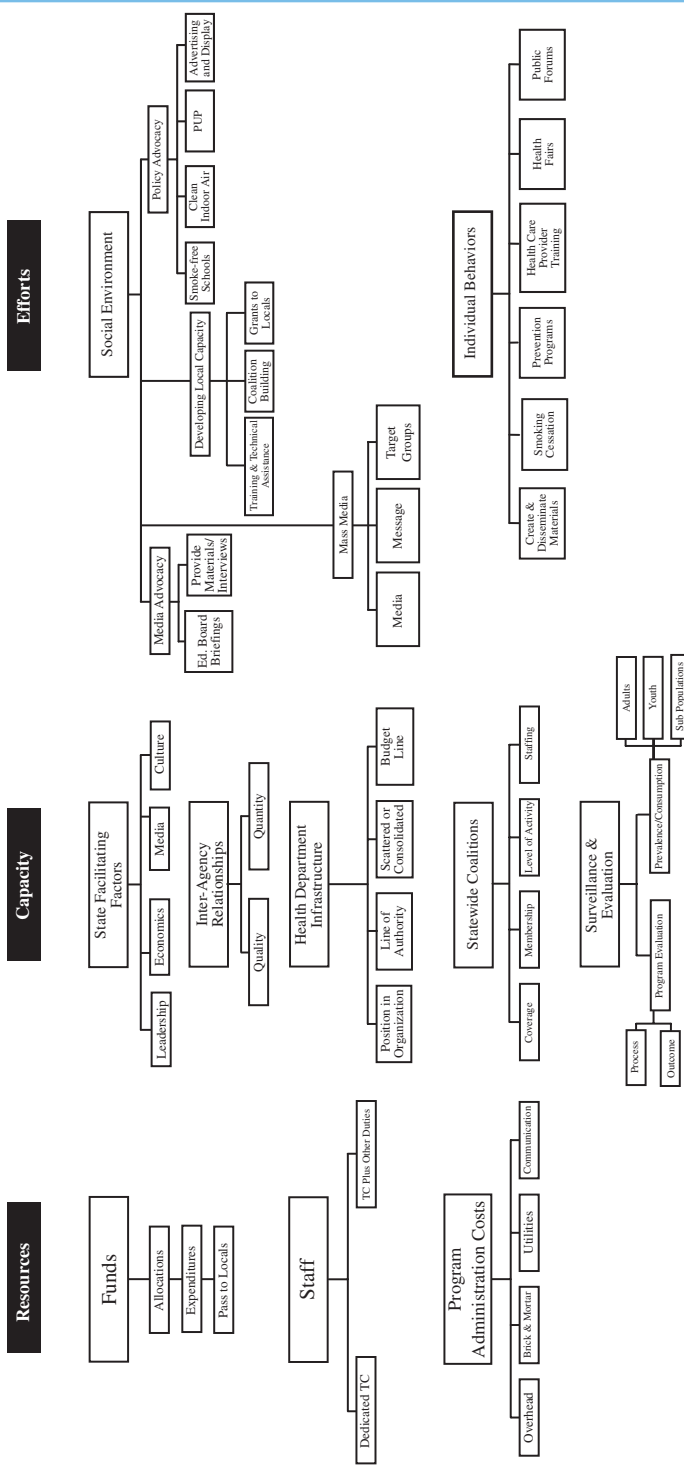 Resources
Funds
Allocations
Expenditures
Pass to Locals
Staff
Dedicated TC
TC Plus Other Duties
Program
Administration Costs
Overhead
Brick & Mortar
Utilities
Communication
Capacity
State Facilitating
Factors
Leadership
Economics
Media
Culture
Inter-Agency
Relationships
Quality
Quantity
Health Department
Infrastructure
Position in
Organization
Line of
Authority
Scattered or
Consolidated
Budget
Line
Statewide Coalitions
Coverage
Membership
Level of Activity
Staffing
Surveillance &
Evaluation
Program Evaluation
Process
Outcome
Prevalence/Consumption
Adults
Youth
Sub Populations
Efforts
Social Environment
Media Advocacy
Ed. Board
Briefings
Provide
Materials/
Interviews
Developing Local Capacity
Training & Technical
Assistance
Coalition
Building
Grants to
Locals
Policy Advocacy
Smoke-free
Schools
Clean
Indoor Air
PUP
Advertising
and Display
Mass Media
Media
Message
Target
Groups
Individual Behaviors
Create &
Disseminate
Materials
Smoking
Cessation
Prevention
Programs
Health Care
Provider
Training
Health
Fairs
Public
Forums